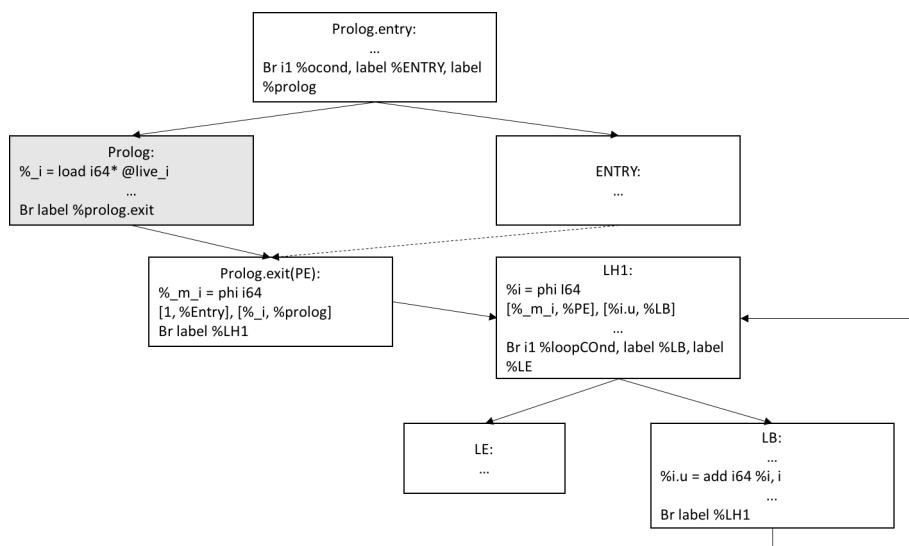 Prolog.entry:
...
Br i1 %ocond, label %ENTRY, label
%prolog
Prolog:
%_i = load i64* @live_i
...
Br label %prolog.exit
ENTRY:
...
Prolog.exit(PE):
%_m_i = phi i64
[1, %Entry], [%_i, %prolog]
Br label %LH1
LH1:
%i = phi I64
[%_m_i, %PE], [%i.u, %LB]
...
Br i1 %loopCOnd, label %LB, label
%LE
LE:
...
LB:
...
%i.u = add i64 %i, i
...
Br label %LH1